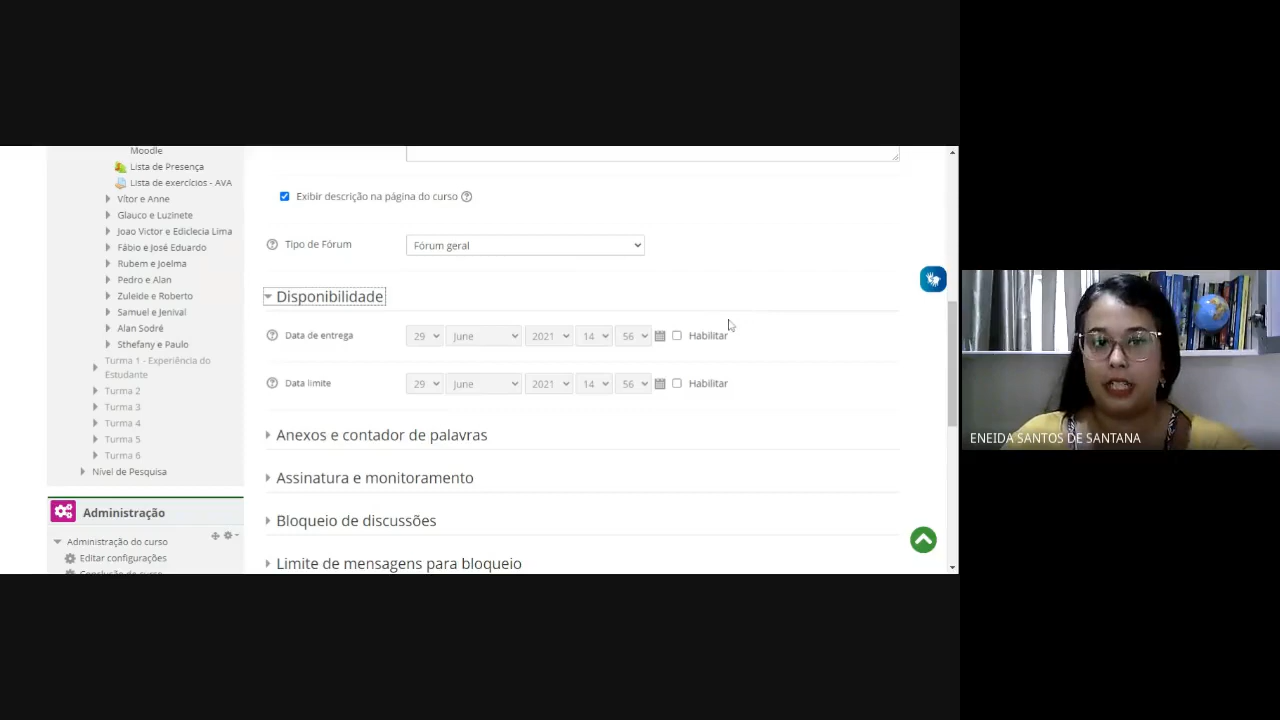 Moodle
Lista de Presença
Lista de exercícios - AVA
Vítor e Anne
Glauco e Luzinete
Joao Victor e Ediclecia Lima
Fábio e José Eduardo
Rubem e Joelma
Pedro e Alan
Zuleide e Roberto
Samuel e Jenival
Alan Sodré
Sthefany e Paulo
Turma 1 - Experiência do
Estudante
Turma 2
Turma 3
Turma 4
Turma 5
Turma 6
Nível de Pesquisa
Administração
Administração do curso
Editar configurações
Conclusão do curso
Exibir descrição na página do curso
Tipo de Fórum Fórum geral
Disponibilidade
Data de entrega 29 June 2021 14 56 Habilitar
Data limite 29 June 2021 14 56 Habilitar
Anexos e contador de palavras
Assinatura e monitoramento
Bloqueio de discussões
Limite de mensagens para bloqueio
ENEIDA SANTOS DE SANTANA